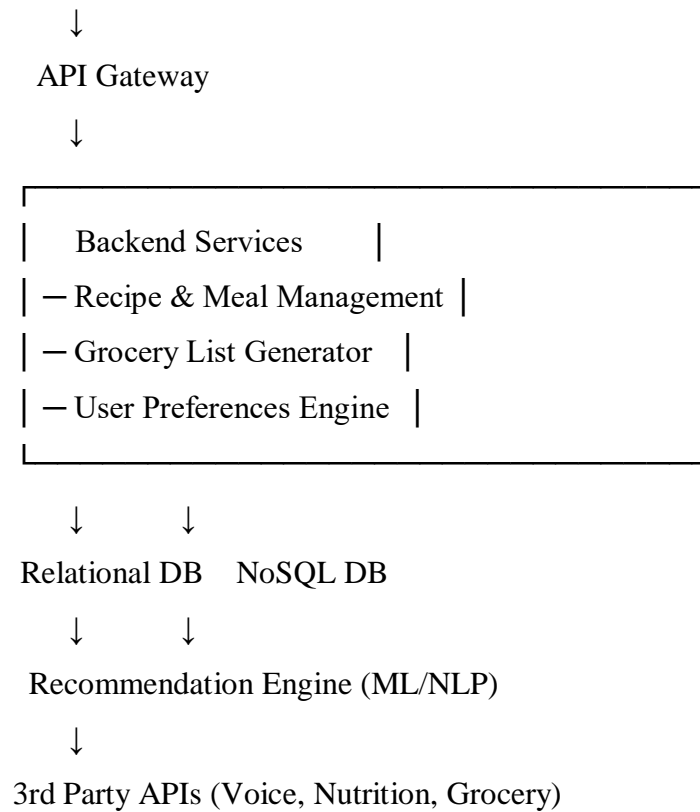 ↓
API Gateway
↓
┌──────────────────────────────
│ Backend Services │
│ ─ Recipe & Meal Management │
│ ─ Grocery List Generator │
│ ─ User Preferences Engine │
└──────────────────────────────
↓ ↓
Relational DB NoSQL DB
↓ ↓
Recommendation Engine (ML/NLP)
↓
3rd Party APIs (Voice, Nutrition, Grocery)